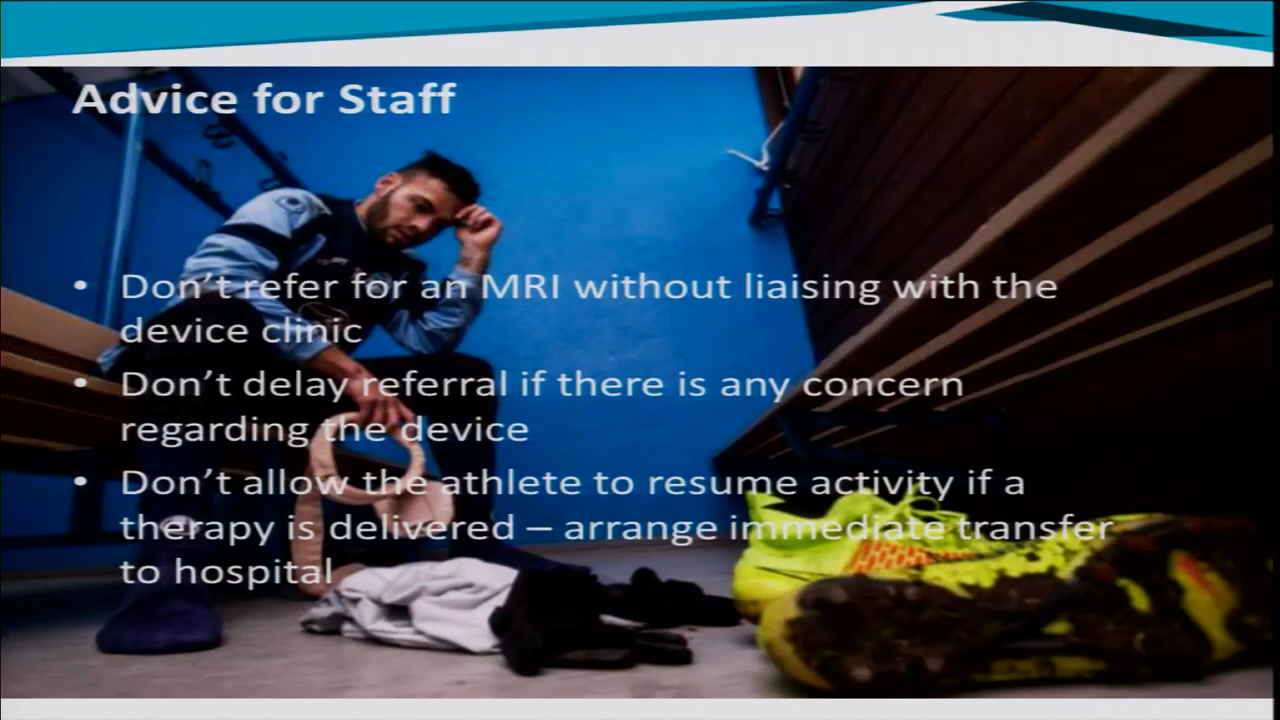 Advice for Staff
• Don't refer for an MRI without liaising with the
device clinic
• Don't delay referral if there is any concern
regarding the device
• Don't allow the athlete to resume activity if a
therapy is delivered – arrange immediate transfer
to hospital